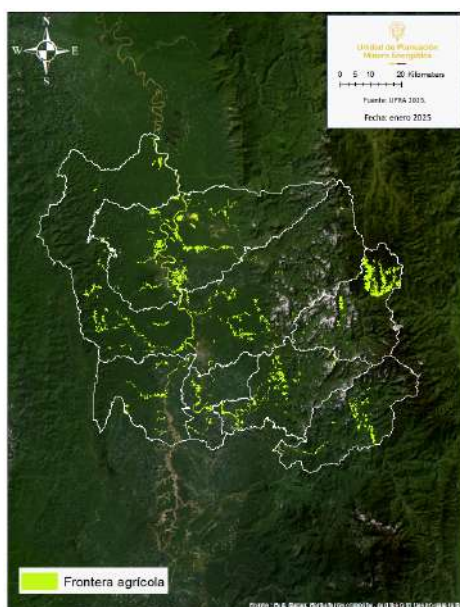 N
W E
S
Unidad de Planeación
Minero Energética
0 5 10 20 Kilometers
Fuente: UPRA 2025.
Fecha: enero 2025
Frontera agrícola